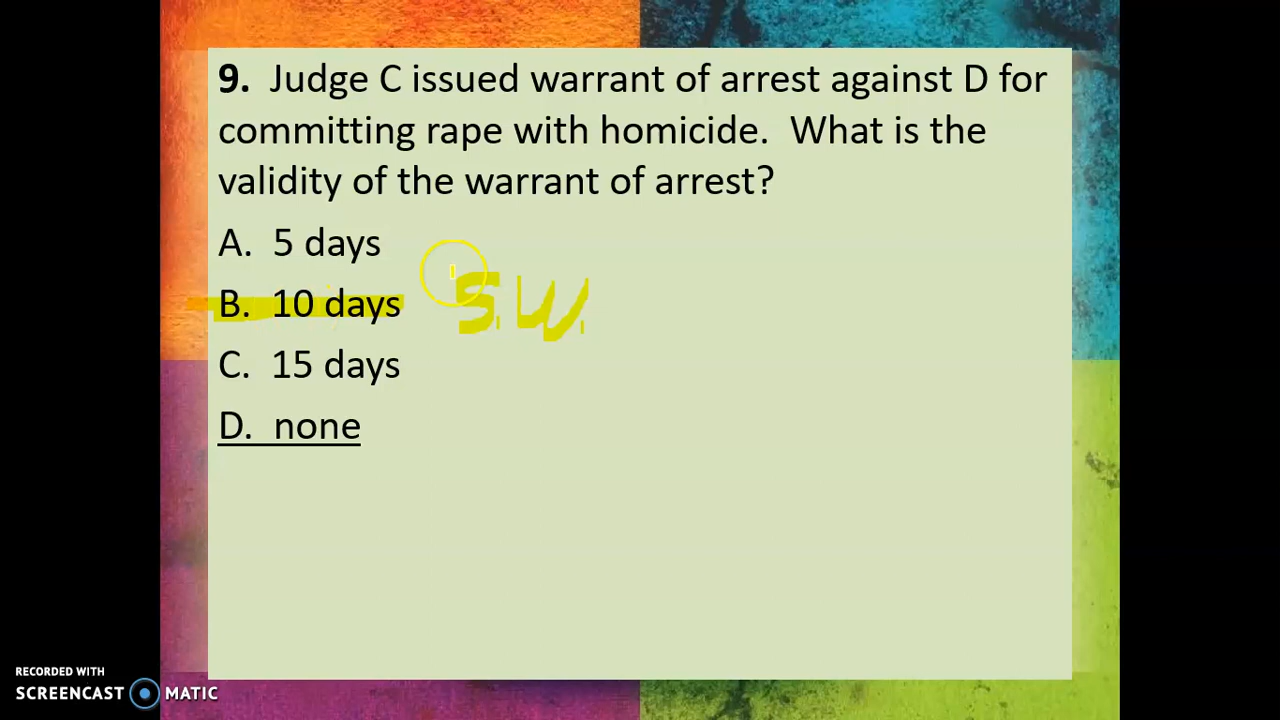 9. Judge C issued warrant of arrest against D for
committing rape with homicide. What is the
validity of the warrant of arrest?
A. 5 days
B. 10 days S.W.
C. 15 days
D. none
RECORDED WITH
SCREENCAST MATIC